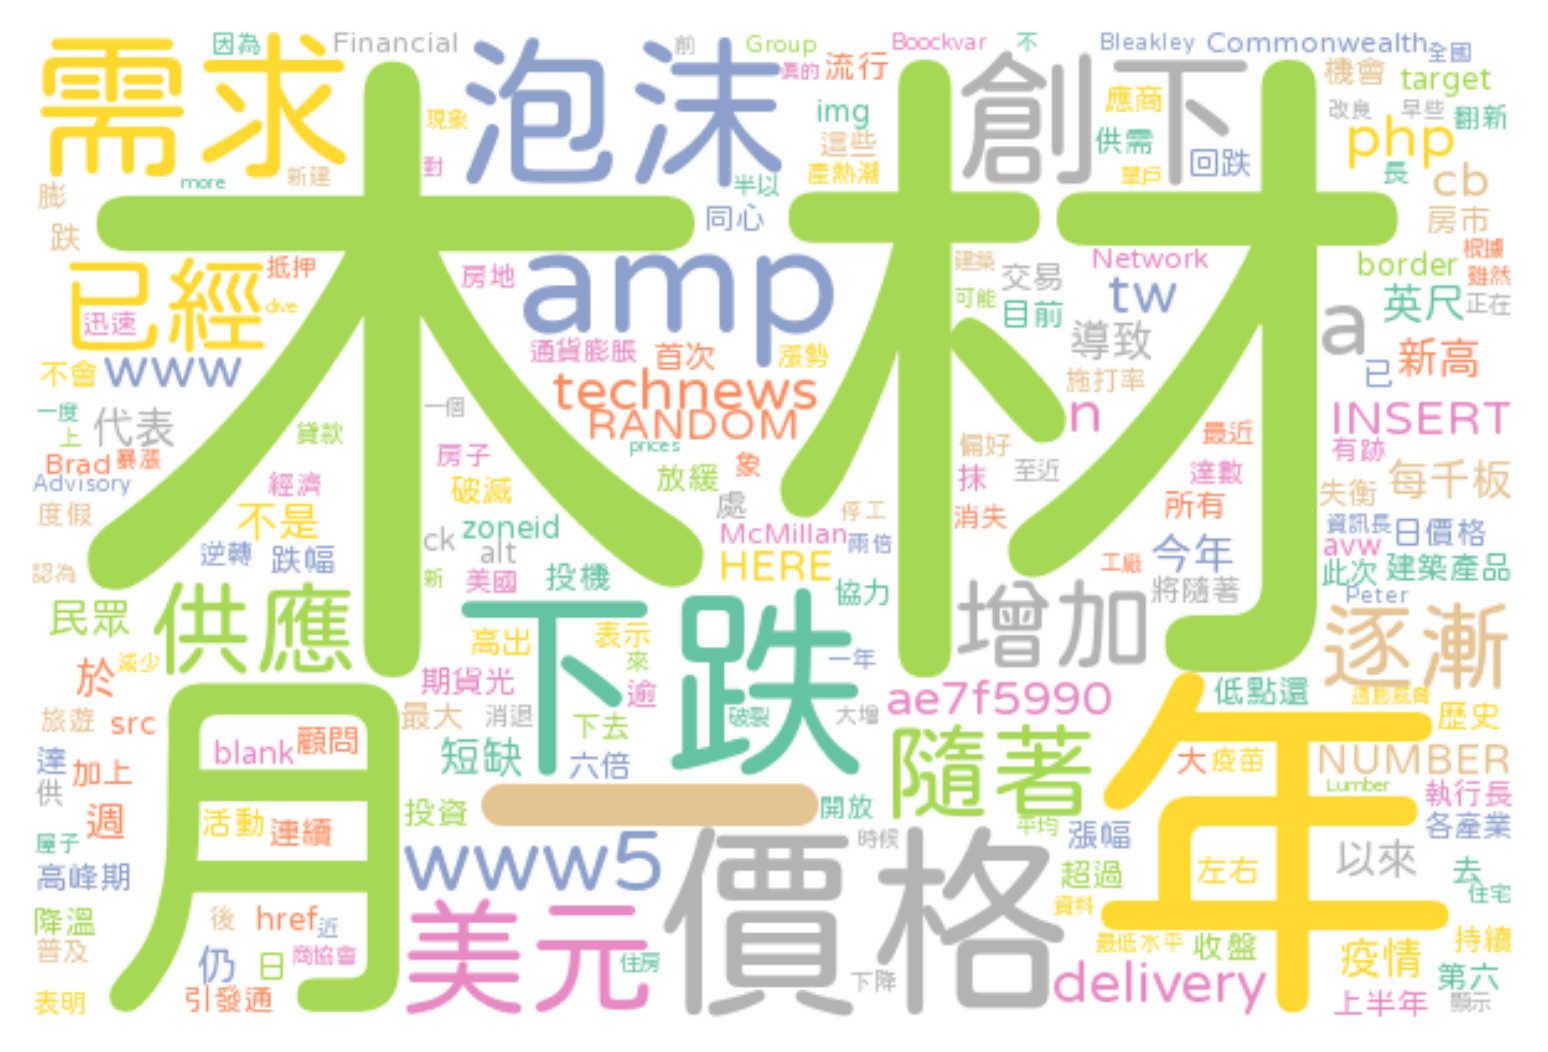 因為
Financial
前
Group
Boockvar
不
Bleakley
Commonwealth
全國
需求
泡沫
真的
流行
創下
機會
target
現象
img
應商
改良
早些
翻新
這些
供需
php
對
產熱潮
單戶
回跌
長
cb
more
新建
半以
膨
同心
房市
跌
木材
已經
抵押
房地
amp
建築
交易
Network
border
根據
雖然
dive
可能
目前
tw
英尺
正在
迅速
a
不會
www
通貨膨脹
首次
漲勢
導致
新高
已
施打率
technews
一度
上
代表
一個
RANDOM
n
INSERT
貸款
prices
偏好
最近
有跡
Brad
暴漲
房子
象
放緩
抹
至近
達數
每千板
Advisory
經濟
破滅
處
失衡
度假
不是
zoneid
停工
消失
所有
資訊長
日價格
逆轉
跌幅
ck
alt
McMillan
兩倍
今年
avw
認為
新
美國
投機
HERE
協力
工廠
此次
建築產品
民眾
供應
下跌
增加
將隨著
Peter
高出
表示
逐漸
於
減少
來
一年
期貨光
逾
ae7f5990
低點還
通膨威脅
旅遊
src
最大
消退
下去
破裂
大增
歷史
月
blank
顧問
短缺
六倍
隨著
年
大
疫苗
NUMBER
達
加上
供
Lumber
執行長
週
活動
連續
投資
一
開放
平均
漲幅
各產業
屋子
www5
價格
時候
超過
左右
以來
去
高峰期
住宅
降溫
後
href
近
美元
資料
普及
仍
日
商協會
住房
最低水平
收盤
疫情
持續
表明
引發通
下降
delivery
上半年
第六
顯示